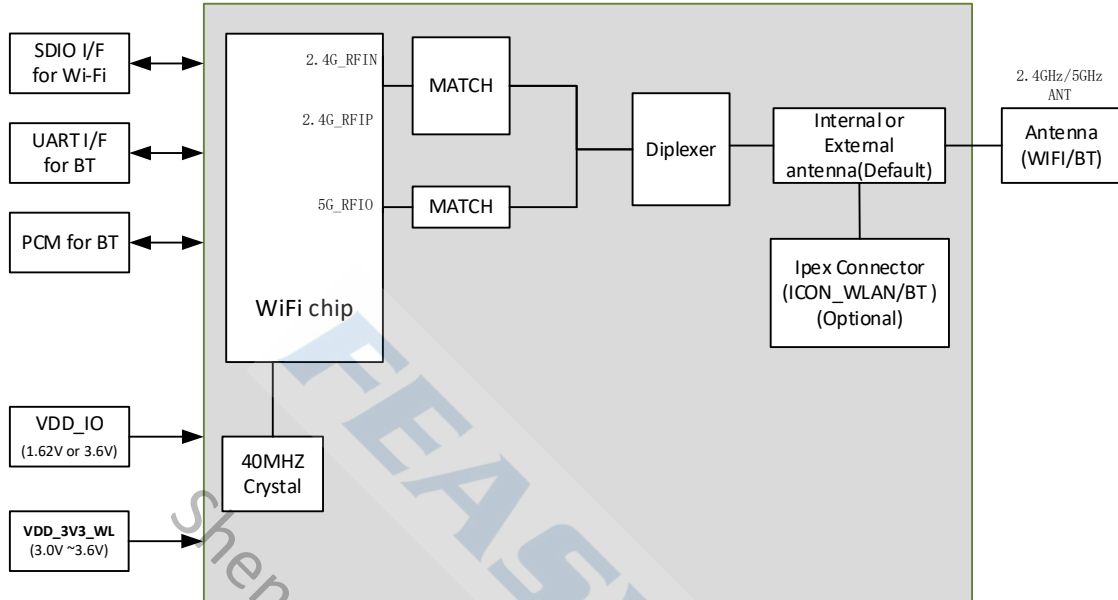 SDIO I/F
for Wi-Fi
UART I/F
for BT
PCM for BT
VDD_IO
(1.62V or 3.6V)
VDD_3V3_WL
(3.0V ~3.6V)
2.4G_RFIN
2.4G_RFIP
5G_RFIO
WiFi chip
40MHZ
Crystal
MATCH
MATCH
Diplexer
Internal or
External
antenna(Default)
Ipex Connector
(ICON_WLAN/BT )
(Optional)
2.4GHz/5GHz
ANT
Antenna
(WIFI/BT)
FEAS
Shen